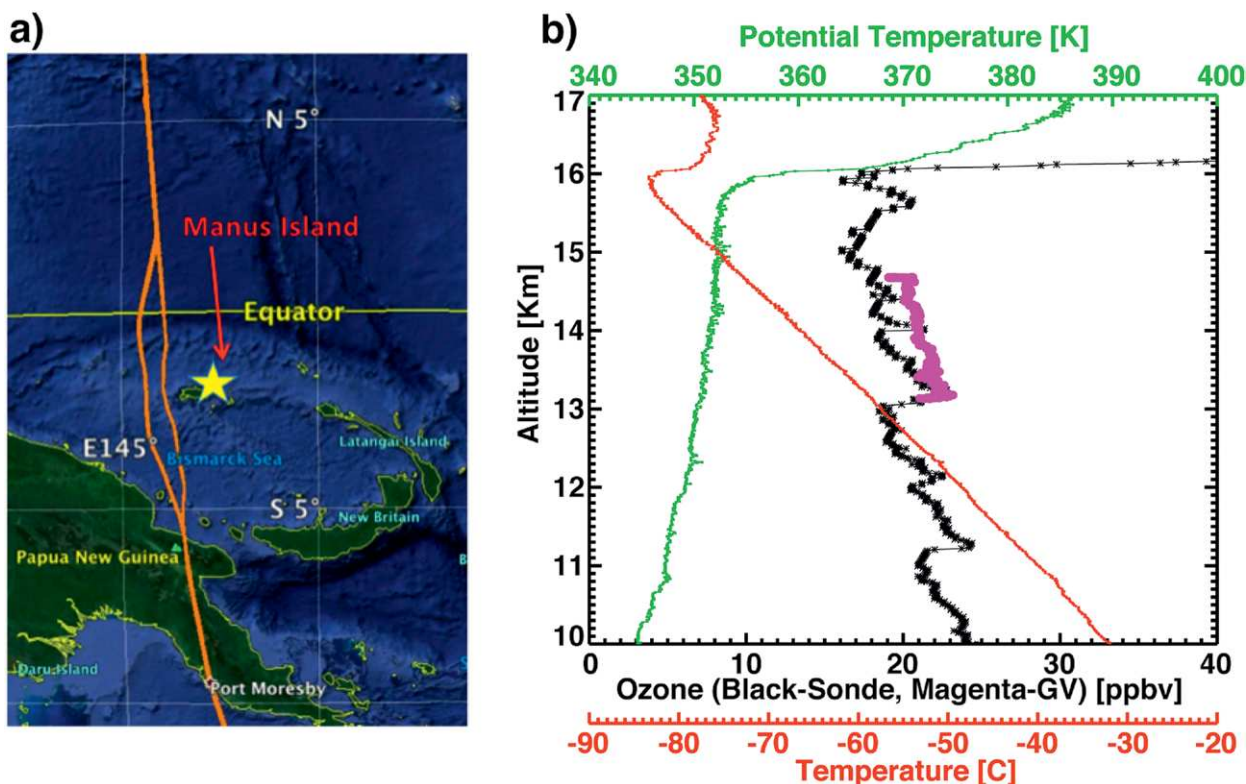 a)
N 5°
Manus Island
Equator
E145°
Bismarck Sea
Latangai Island
S 5°
New Britain
Papua New Guinea
Daru Island
Port Moresby
b)
Potential Temperature [K]
340 350 360 370 380 390 400
17
16
15
14
13
12
11
10
Altitude [Km]
0 10 20 30 40
Ozone (Black-Sonde, Magenta-GV) [ppbv]
-90 -80 -70 -60 -50 -40 -30 -20
Temperature [C]